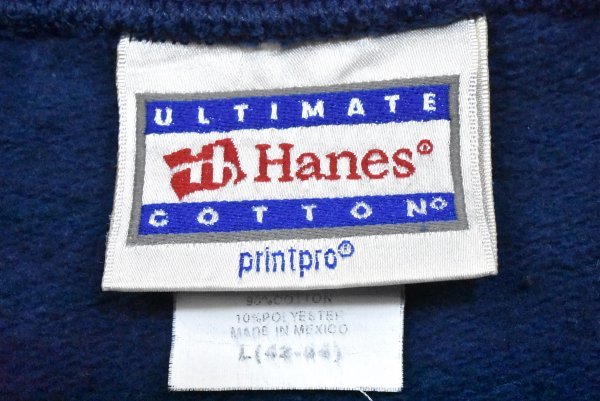 ULTIMATE
Hanes®
COTTON®
printpro®
90%COTTON
10%POLYESTER
MADE IN MEXICO
L(42-44)